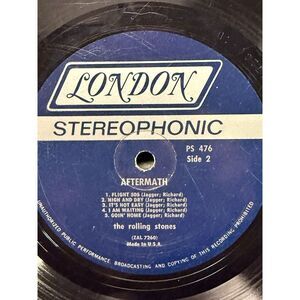 LONDON
STEREOPHONIC
PS 476
Side 2
AFTERMATH
1. FLIGHT 505 (Jagger; Richard)
2. HIGH AND DRY (Jagger; Richard)
3. IT'S NOT EASY (Jagger; Richard)
4. I AM WAITING (Jagger; Richard)
5. GOIN' HOME (Jagger; Richard)
the rolling stones
(ZAL 7260)
Made in U.S.A.
UNAUTHORIZED PUBLIC PERFORMANCE, BROADCASTING AND COPYING OF THIS RECORD